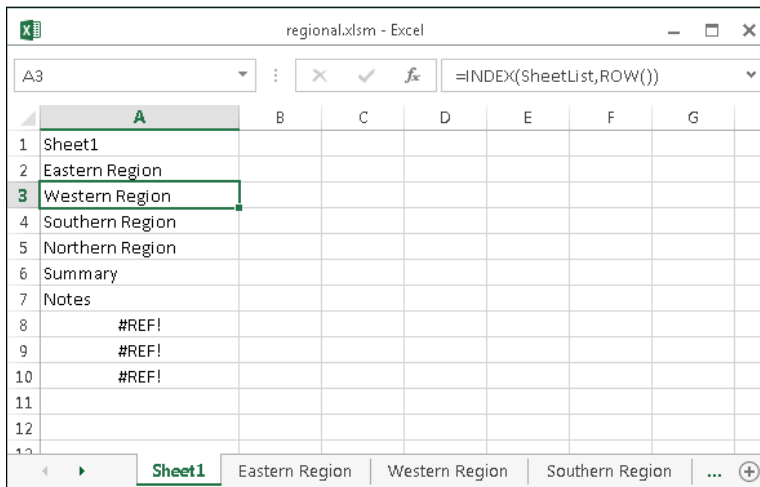 regional.xlsm - Excel
A3 fx =INDEX(SheetList,ROW())
A B C D E F G
1 Sheet1
2 Eastern Region
3 Western Region
4 Southern Region
5 Northern Region
6 Summary
7 Notes
8 #REF!
9 #REF!
10 #REF!
11
12
13
Sheet1 Eastern Region Western Region Southern Region ...